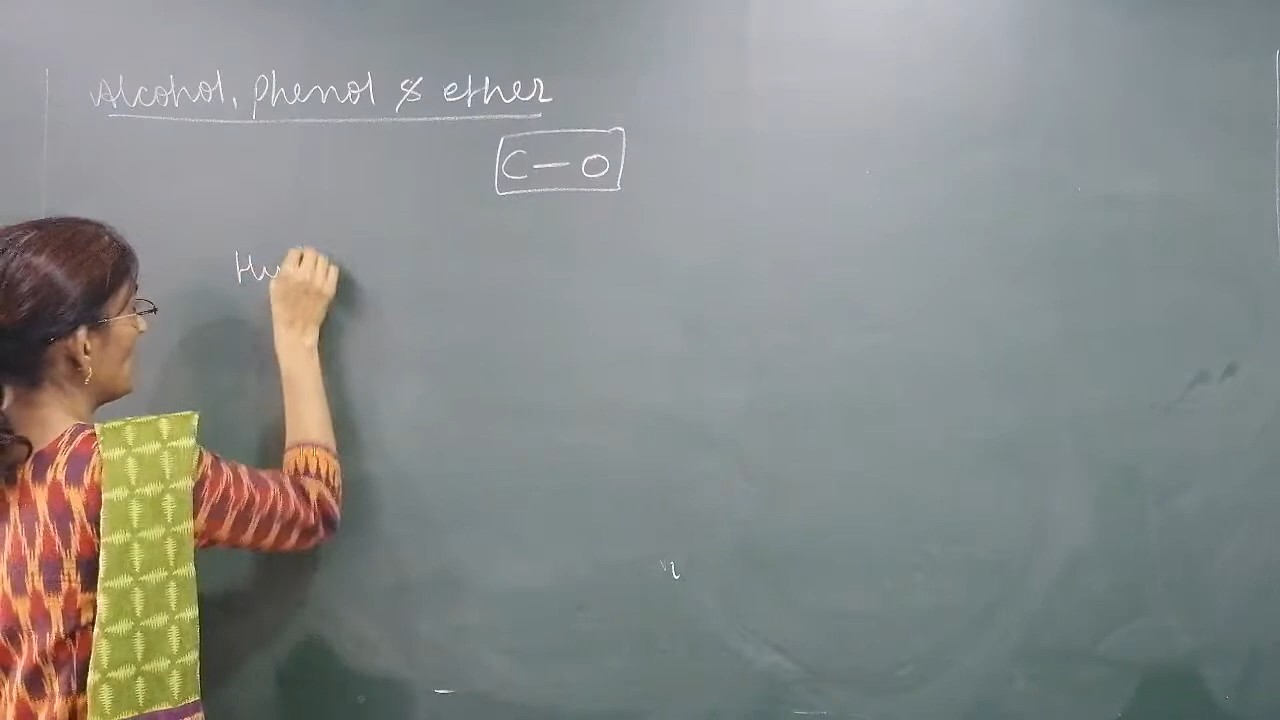 Alcohol, phenol & ether
C — O